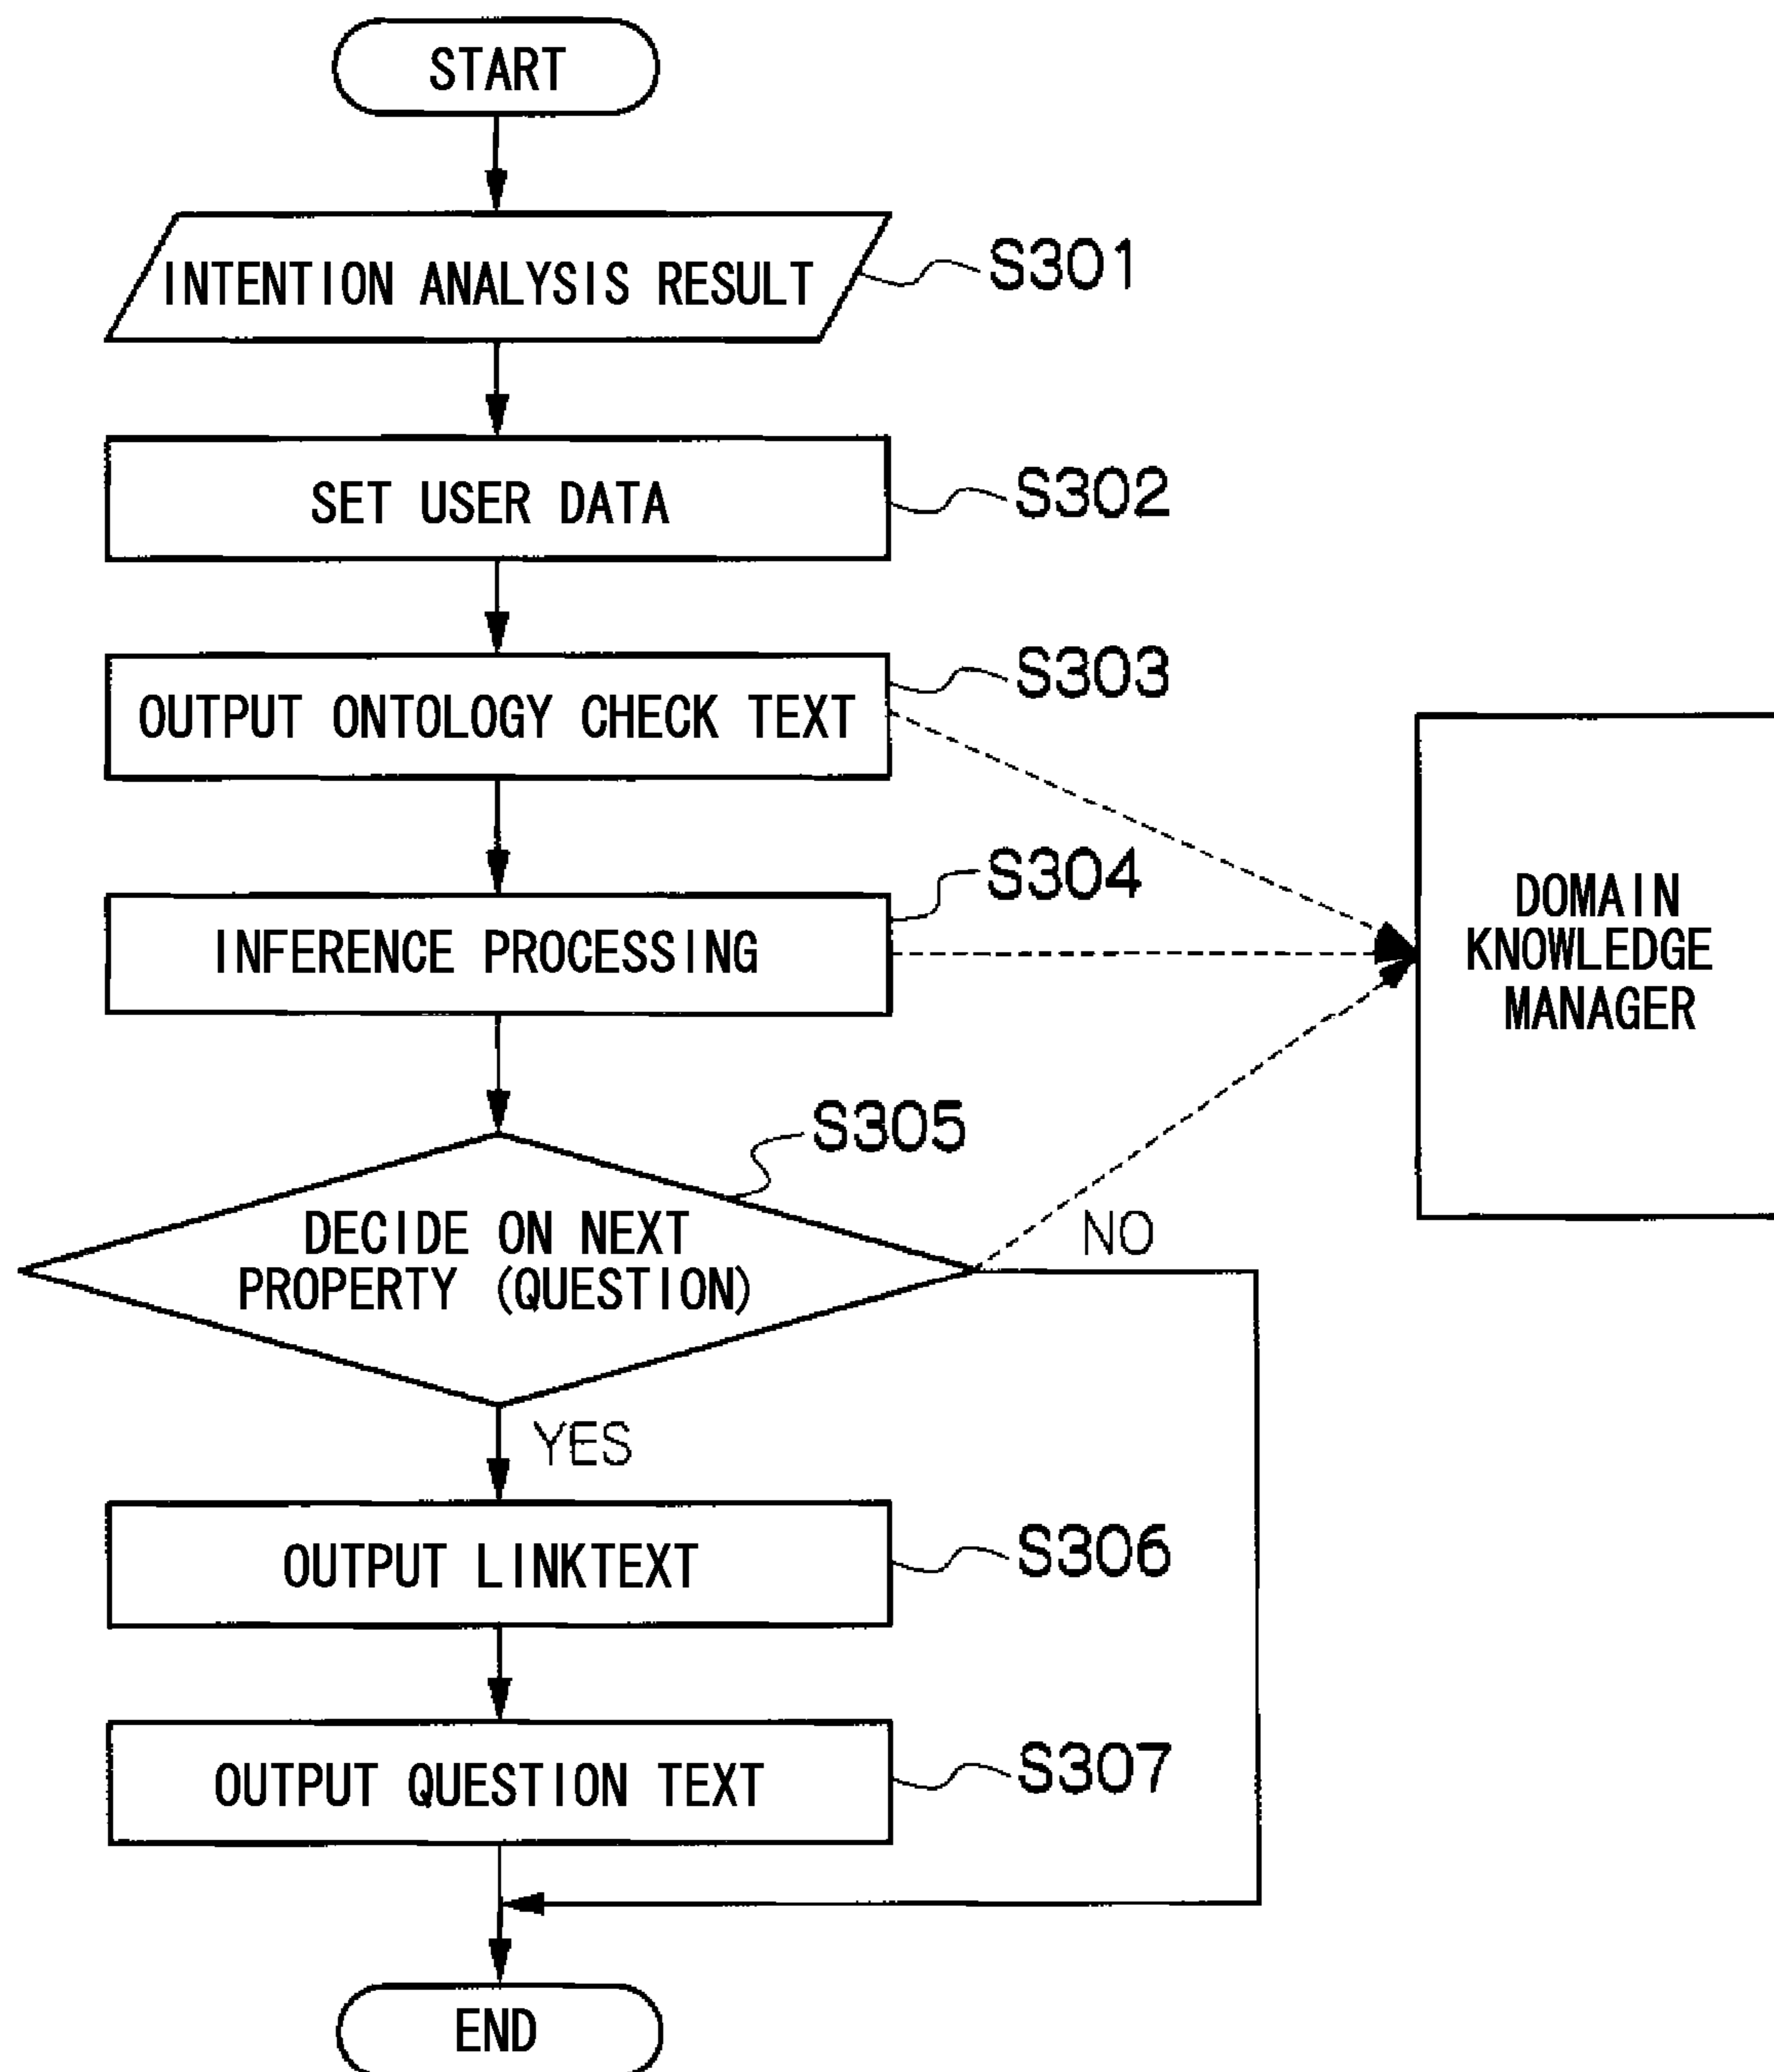 START
INTENTION ANALYSIS RESULT
S301
SET USER DATA
S302
OUTPUT ONTOLOGY CHECK TEXT
S303
INFERENCE PROCESSING
S304
DOMAIN
KNOWLEDGE
MANAGER
DECIDE ON NEXT
PROPERTY (QUESTION)
S305
NO
YES
OUTPUT LINKTEXT
S306
OUTPUT QUESTION TEXT
S307
END